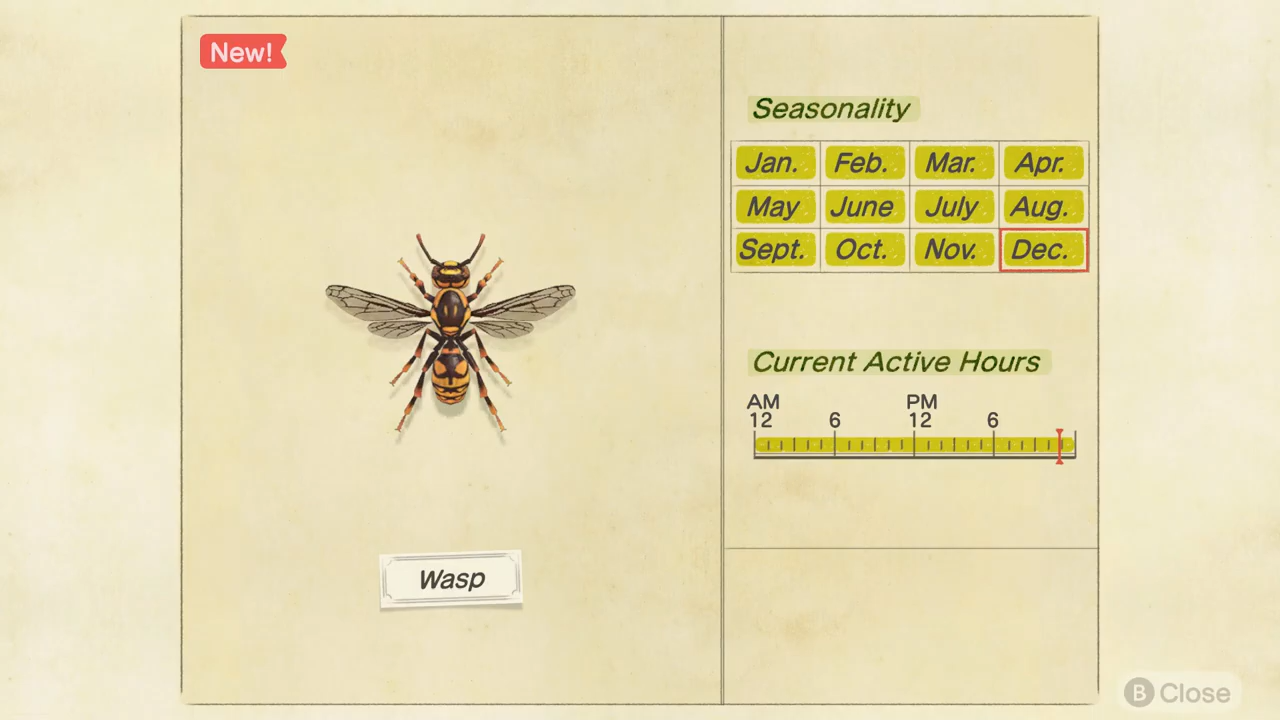 New!
Wasp
Seasonality
Jan. Feb. Mar. Apr.
May June July Aug.
Sept. Oct. Nov. Dec.
Current Active Hours
AM PM
12 6 12 6
B Close